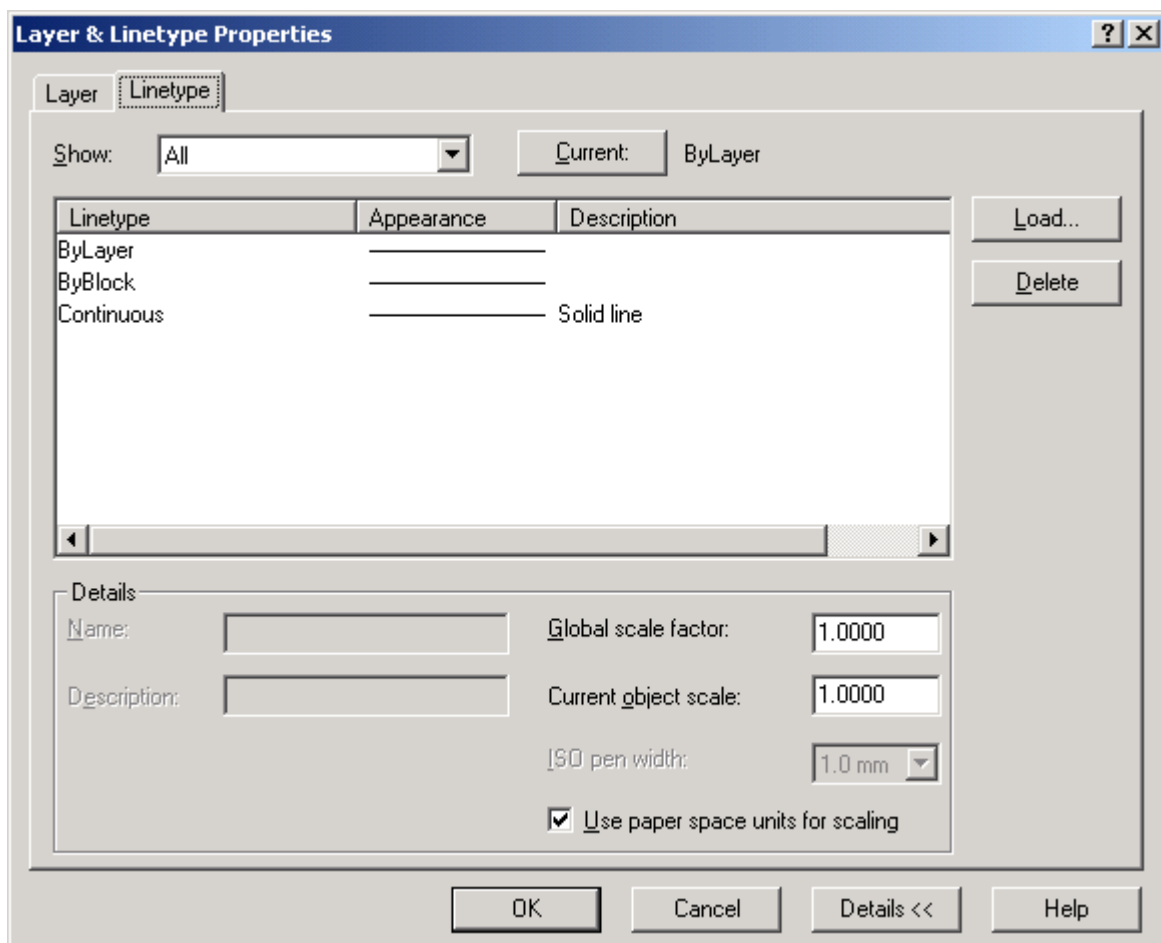 Layer & Linetype Properties
Layer Linetype
Show: All Current: ByLayer
Linetype Appearance Description
Load...
ByLayer
ByBlock
Delete
Continuous Solid line
Details
Name: Global scale factor: 1.0000
Description: Current object scale: 1.0000
ISO pen width: 1.0 mm
Use paper space units for scaling
OK Cancel Details << Help